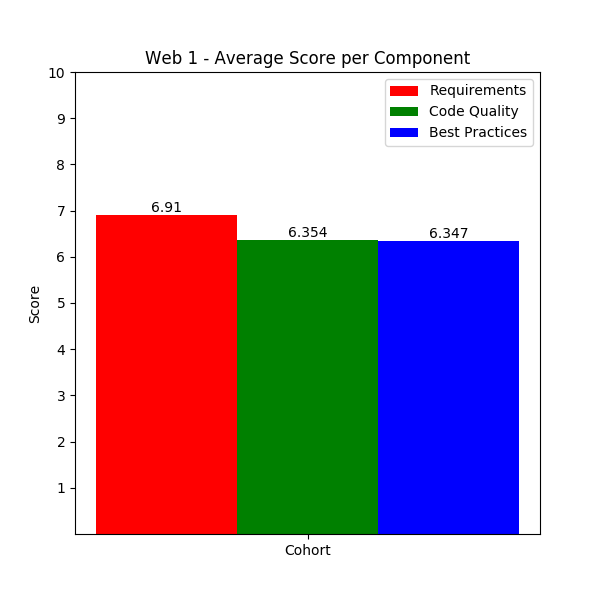 Web 1 - Average Score per Component
10
9
8
7
6
5
4
3
2
1
Score
Requirements
Code Quality
Best Practices
6.91
6.354
6.347
Cohort